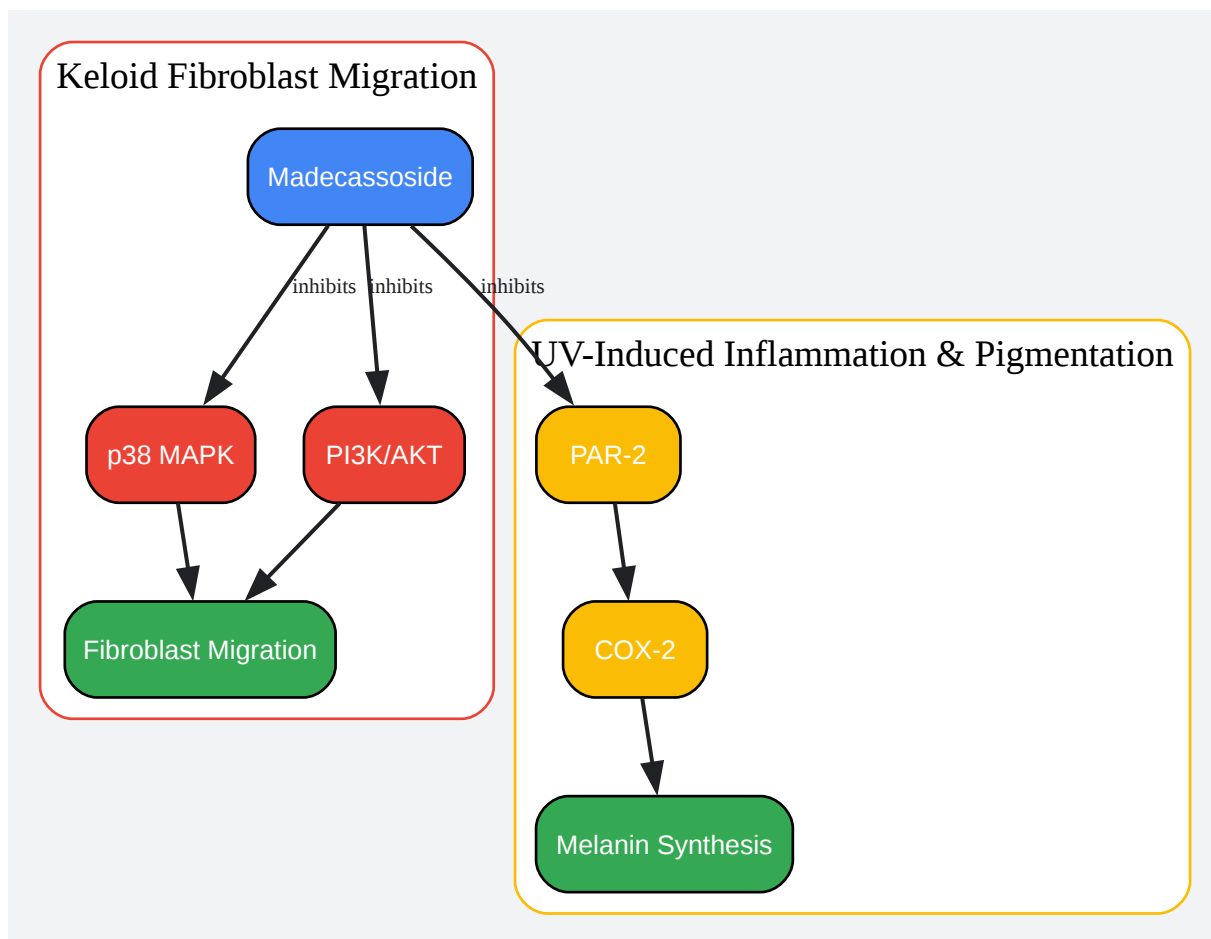 Keloid Fibroblast Migration
Madecassoside
inhibits
inhibits
inhibits
UV-Induced Inflammation & Pigmentation
p38 MAPK
PI3K/AKT
PAR-2
Fibroblast Migration
COX-2
Melanin Synthesis